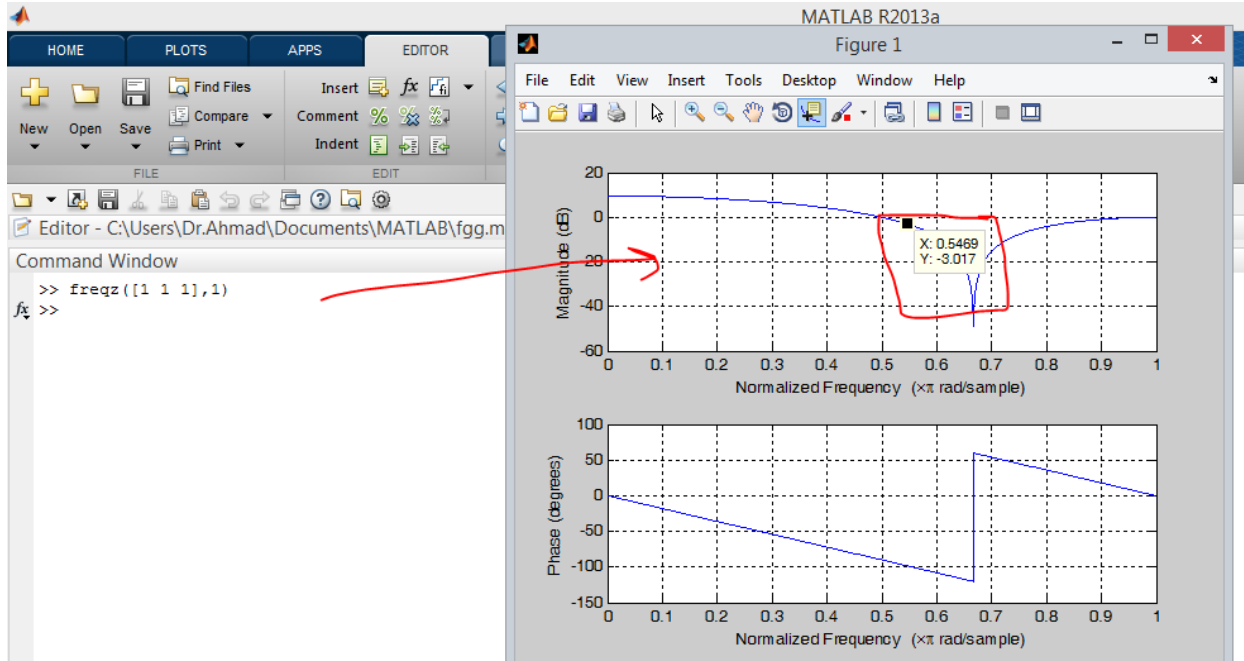 MATLAB R2013a
HOME PLOTS APPS EDITOR
Find Files
New Open Save
Compare
Print
FILE
Insert fx fi
Comment %
Indent
EDIT
Editor - C:\Users\Dr.Ahmad\Documents\MATLAB\fgg.m
Command Window
>> freqz([1 1 1],1)
fx >>
Figure 1
File Edit View Insert Tools Desktop Window Help
20
0
-20
-40
-60
Magnitude (dB)
X: 0.5469
Y: -3.017
0 0.1 0.2 0.3 0.4 0.5 0.6 0.7 0.8 0.9 1
Normalized Frequency (×π rad/sample)
100
50
0
-50
-100
-150
Phase (degrees)
0 0.1 0.2 0.3 0.4 0.5 0.6 0.7 0.8 0.9 1
Normalized Frequency (×π rad/sample)